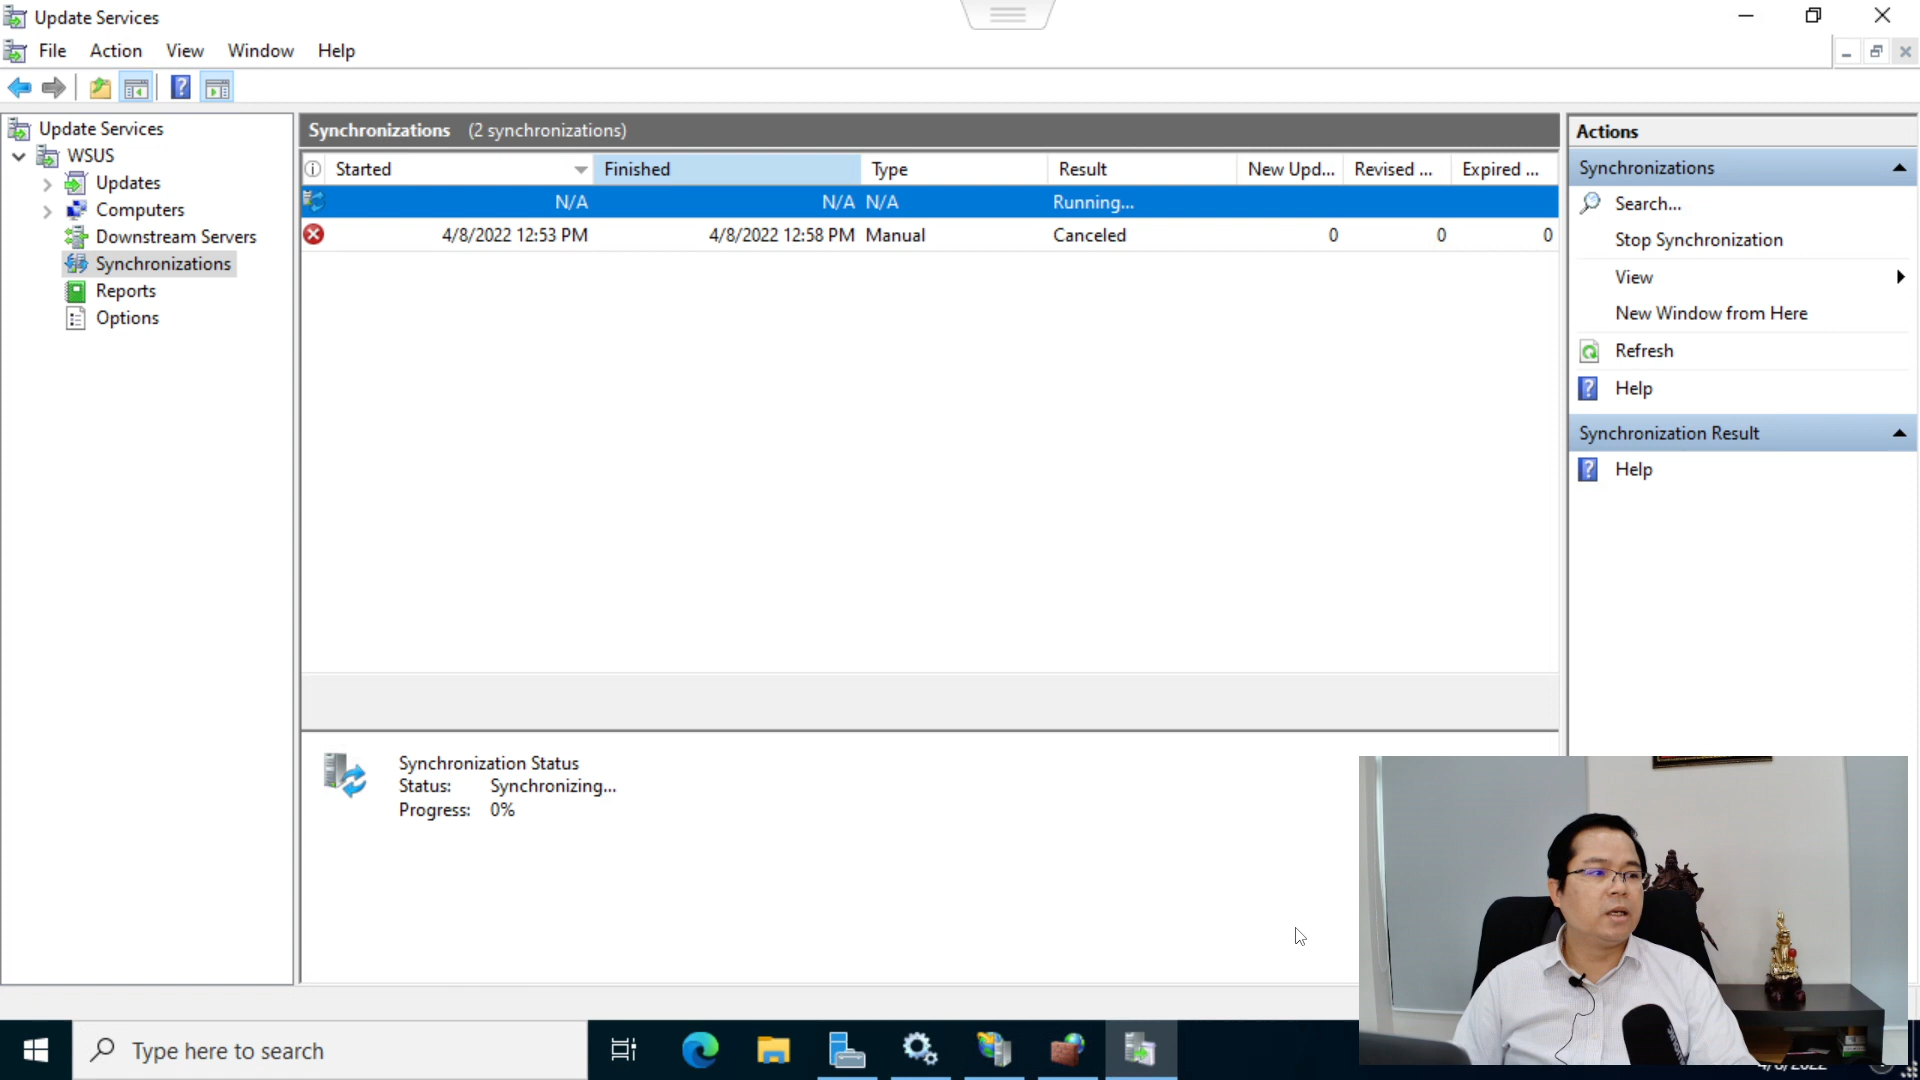 Update Services
File Action View Window Help
Update Services
WSUS
Updates
Computers
Downstream Servers
Synchronizations
Reports
Options
Synchronizations (2 synchronizations)
Started Finished Type Result New Upd... Revised ... Expired ...
N/A N/A N/A Running...
4/8/2022 12:53 PM 4/8/2022 12:58 PM Manual Canceled 0 0 0
Synchronization Status
Status: Synchronizing...
Progress: 0%
Actions
Synchronizations
Search...
Stop Synchronization
View
New Window from Here
Refresh
Help
Synchronization Result
Help
Type here to search
4/8/2022